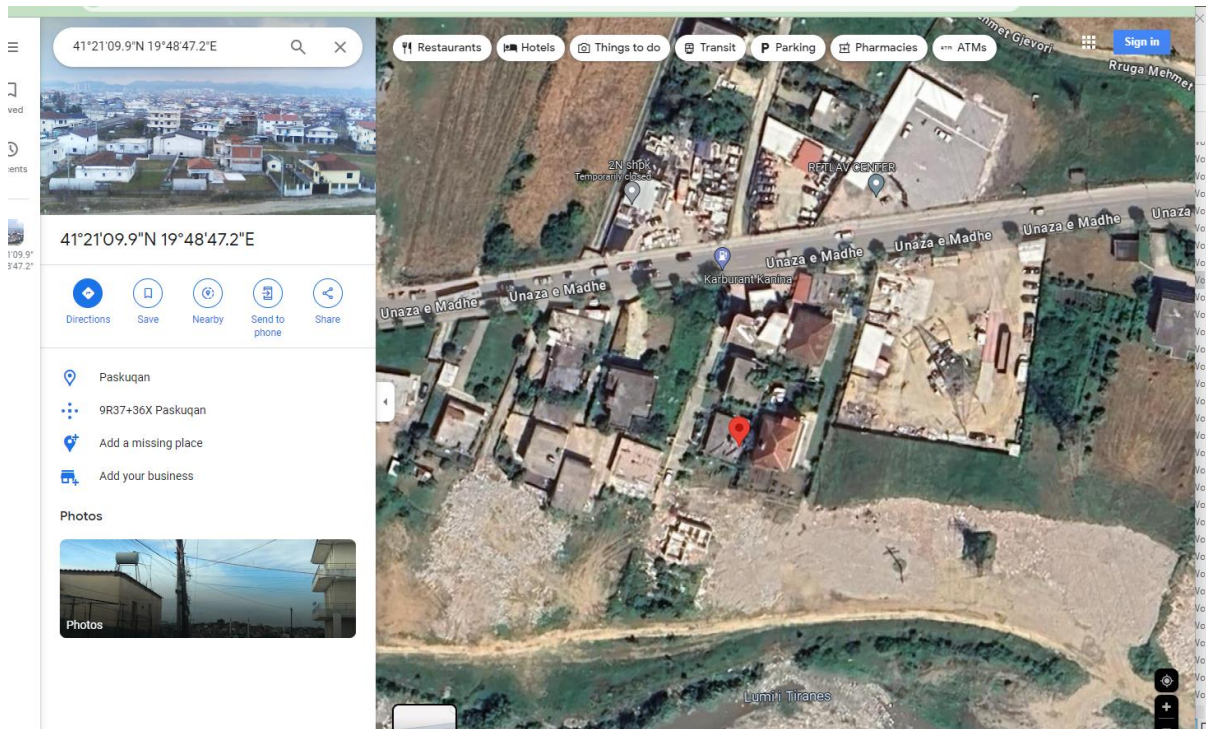 41°21'09.9"N 19°48'47.2"E
Restaurants
Hotels
Things to do
Transit
P Parking
Pharmacies
ATM ATMs
Sign in
Rruga Mehmet
2N shpk
Temporarily closed
RETLAV CENTER
Karburant Kanina
Unaza e Madhe
Unaza e Madhe
Unaza e Madhe
Unaza e Madhe
Unaza e Madhe
Unaza
Lumi i Tiranes
41°21'09.9"N 19°48'47.2"E
Directions
Save
Nearby
Send to
phone
Share
Paskuqan
9R37+36X Paskuqan
Add a missing place
Add your business
Photos
Photos